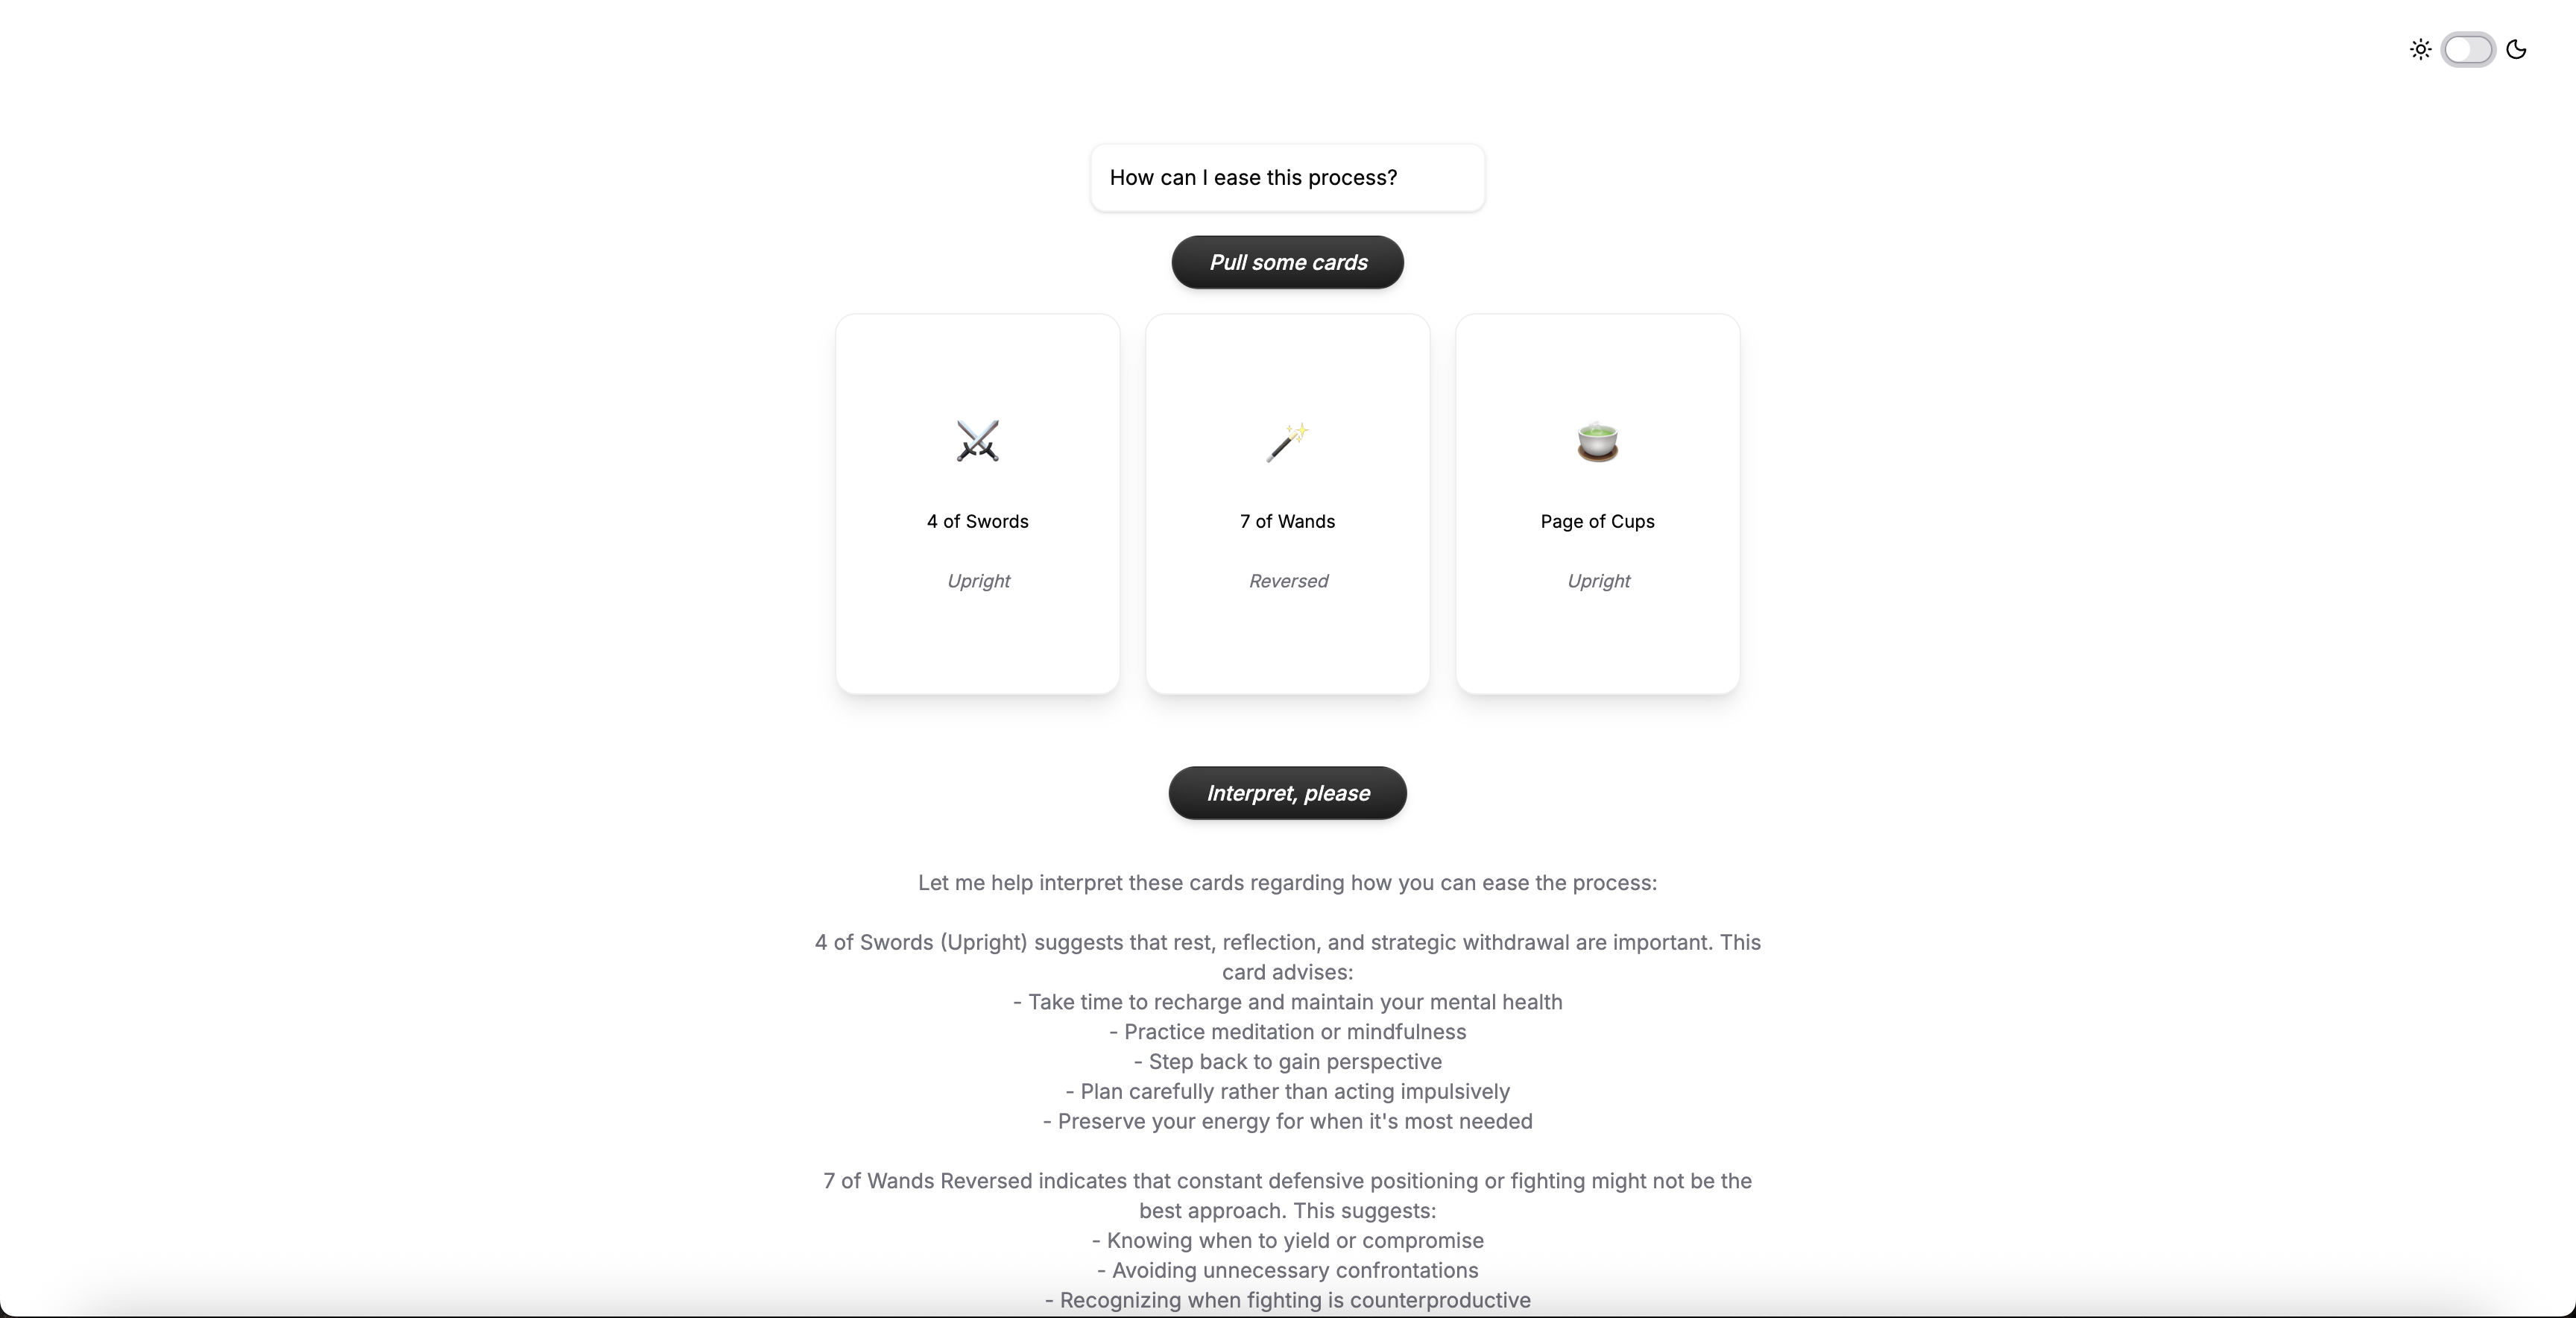 How can I ease this process?
Pull some cards
4 of Swords
Upright
7 of Wands
Reversed
Page of Cups
Upright
Interpret, please
Let me help interpret these cards regarding how you can ease the process:
4 of Swords (Upright) suggests that rest, reflection, and strategic withdrawal are important. This
card advises:
- Take time to recharge and maintain your mental health
- Practice meditation or mindfulness
- Step back to gain perspective
- Plan carefully rather than acting impulsively
- Preserve your energy for when it's most needed
7 of Wands Reversed indicates that constant defensive positioning or fighting might not be the
best approach. This suggests:
- Knowing when to yield or compromise
- Avoiding unnecessary confrontations
- Recognizing when fighting is counterproductive